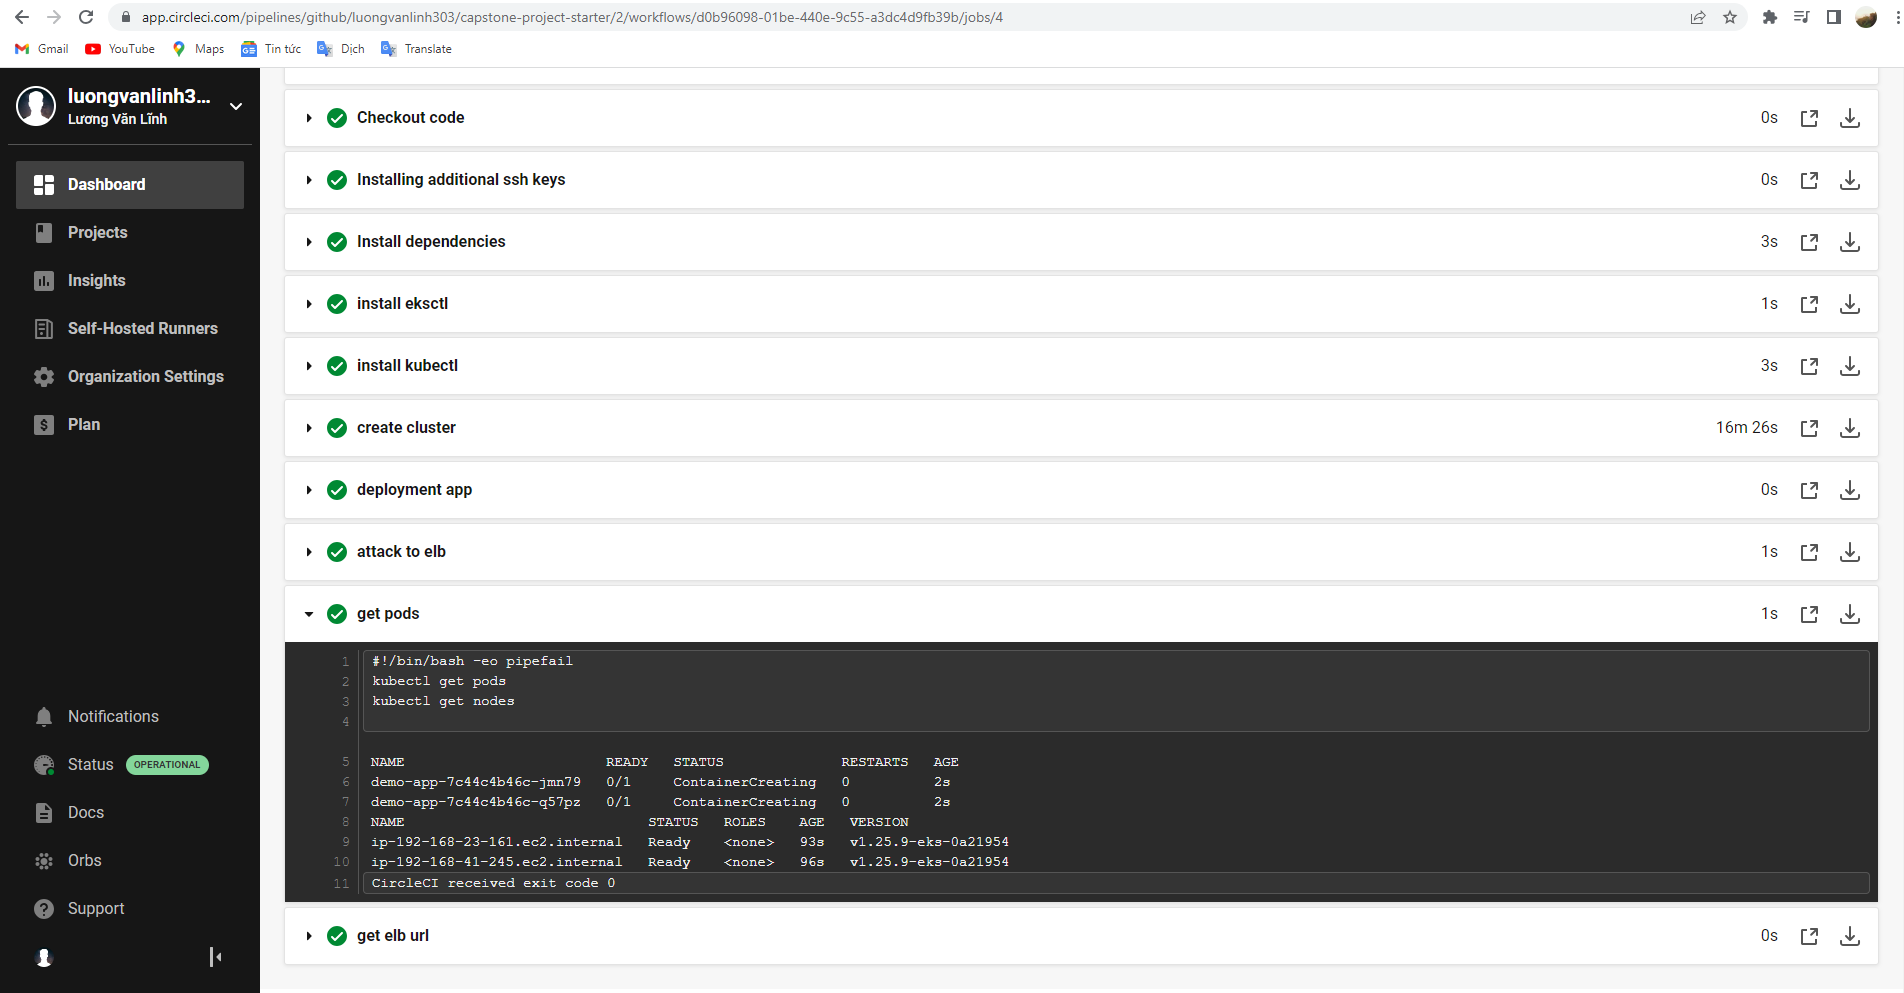 app.circleci.com/pipelines/github/luongvanlinh303/capstone-project-starter/2/workflows/d0b96098-01be-440e-9c55-a3dc4d9fb39b/jobs/4
Gmail YouTube Maps Tin tức Dịch Translate
luongvanlinh3...
Lương Văn Lĩnh
Dashboard
Projects
Insights
Self-Hosted Runners
Organization Settings
Plan
Notifications
Status OPERATIONAL
Docs
Orbs
Support
Checkout code 0s
Installing additional ssh keys 0s
Install dependencies 3s
install eksctl 1s
install kubectl 3s
create cluster 16m 26s
deployment app 0s
attack to elb 1s
get pods 1s
1 #!/bin/bash -eo pipefail
2 kubectl get pods
3 kubectl get nodes
4
5 NAME READY STATUS RESTARTS AGE
6 demo-app-7c44c4b46c-jmn79 0/1 ContainerCreating 0 2s
7 demo-app-7c44c4b46c-q57pz 0/1 ContainerCreating 0 2s
8 NAME STATUS ROLES AGE VERSION
9 ip-192-168-23-161.ec2.internal Ready <none> 93s v1.25.9-eks-0a21954
10 ip-192-168-41-245.ec2.internal Ready <none> 96s v1.25.9-eks-0a21954
11 CircleCI received exit code 0
get elb url 0s